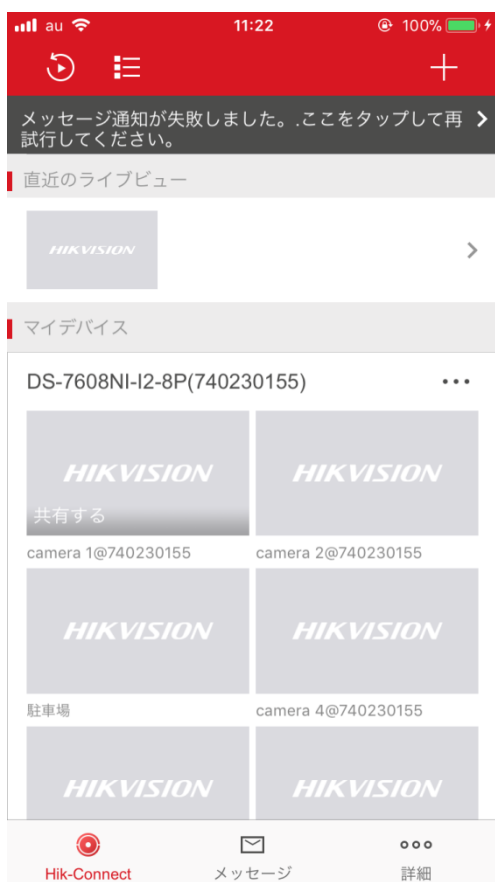 au 11:22 100%
メッセージ通知が失敗しました。.ここをタップして再
試行してください。
直近のライブビュー
HIKVISION
マイデバイス
DS-7608NI-I2-8P(740230155)
HIKVISION HIKVISION
共有する
camera 1@740230155 camera 2@740230155
HIKVISION HIKVISION
駐車場 camera 4@740230155
HIKVISION HIKVISION
Hik-Connect メッセージ 詳細